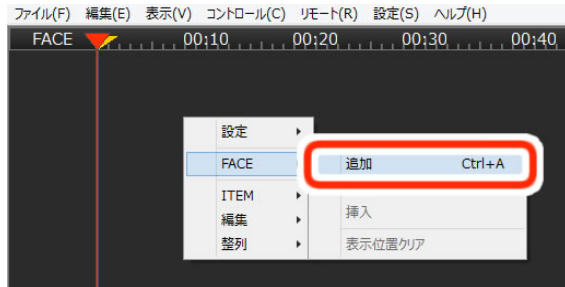 ファイル(F) 編集(E) 表示(V) コントロール(C) リモート(R) 設定(S) ヘルプ(H)
FACE 00;10 00;20 00;30 00;40
設定
FACE 追加 Ctrl+A
ITEM
挿入
編集
整列 表示位置クリア